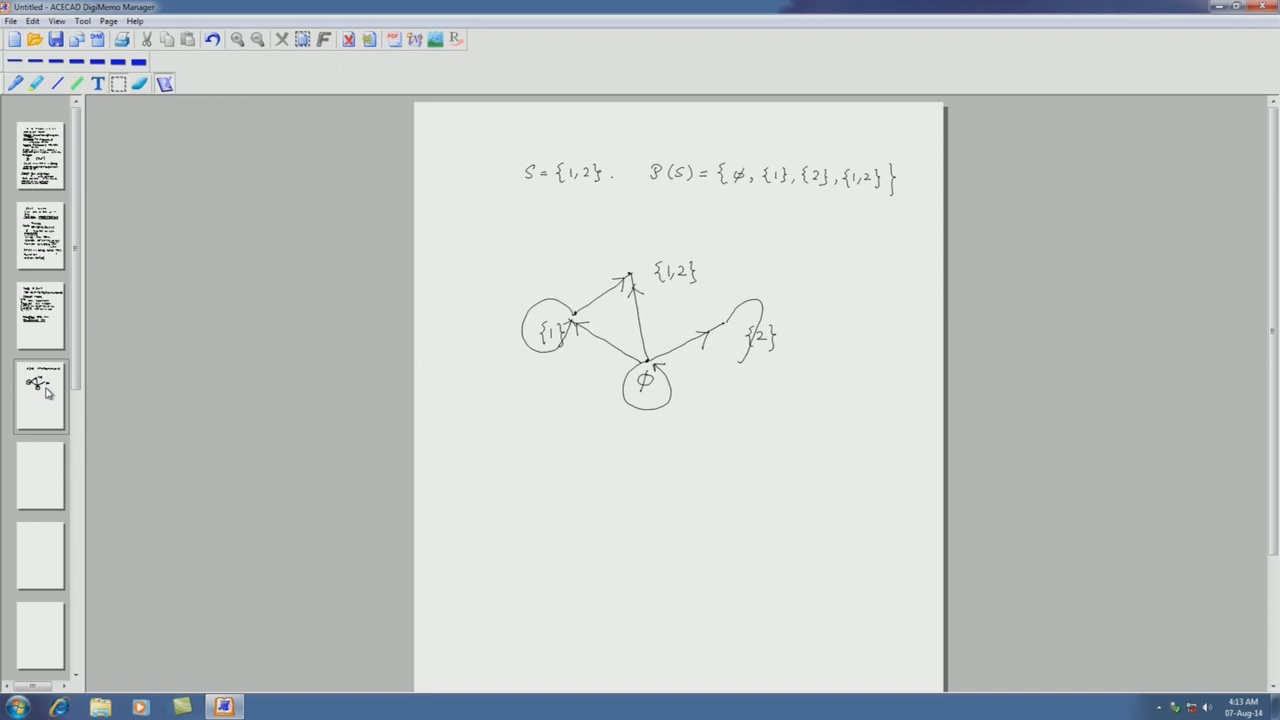 Untitled - ACECAD DigiMemo Manager
File Edit View Tool Page Help
S = {1,2}. P(S) = {ϕ, {1}, {2}, {1,2}}
{1,2}
{1}
{2}
ϕ
4:13 AM
07-Aug-14